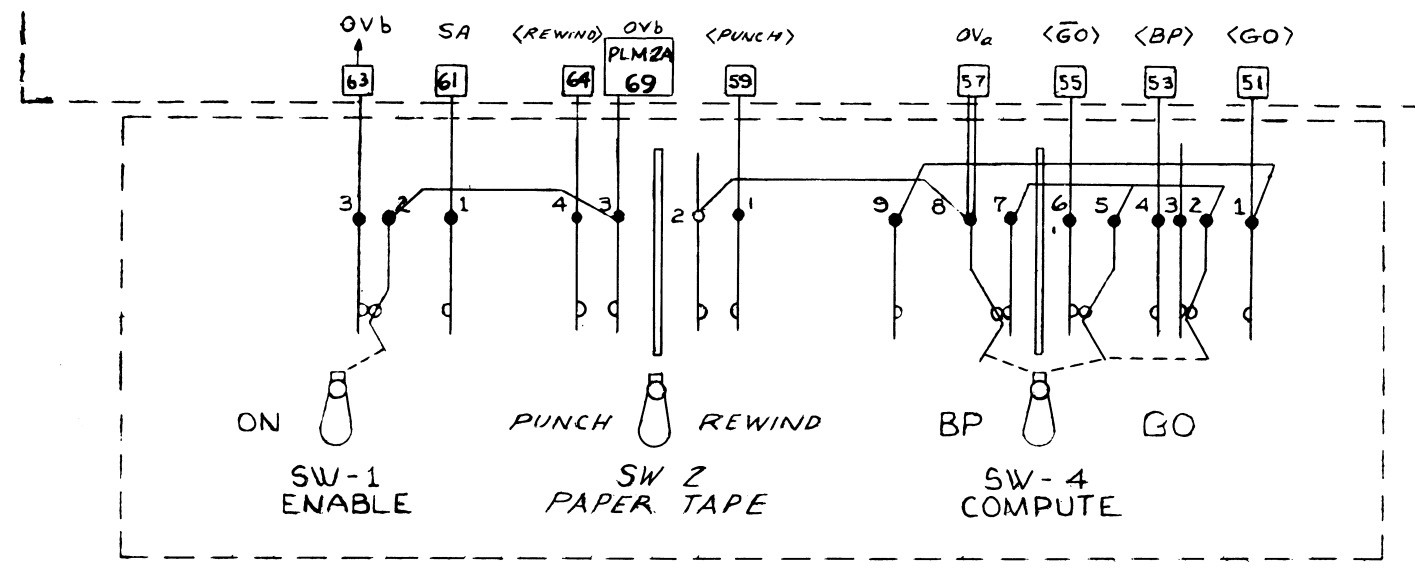 OVb SA <REWIND> OVb <PUNCH> OVa <G̅O> <BP> <GO>
PLM2A
63 61 64 69 59 57 55 53 51
3 2 1 4 3 2 1 9 8 7 6 5 4 3 2 1
ON PUNCH REWIND BP GO
SW-1 SW 2 SW-4
ENABLE PAPER TAPE COMPUTE